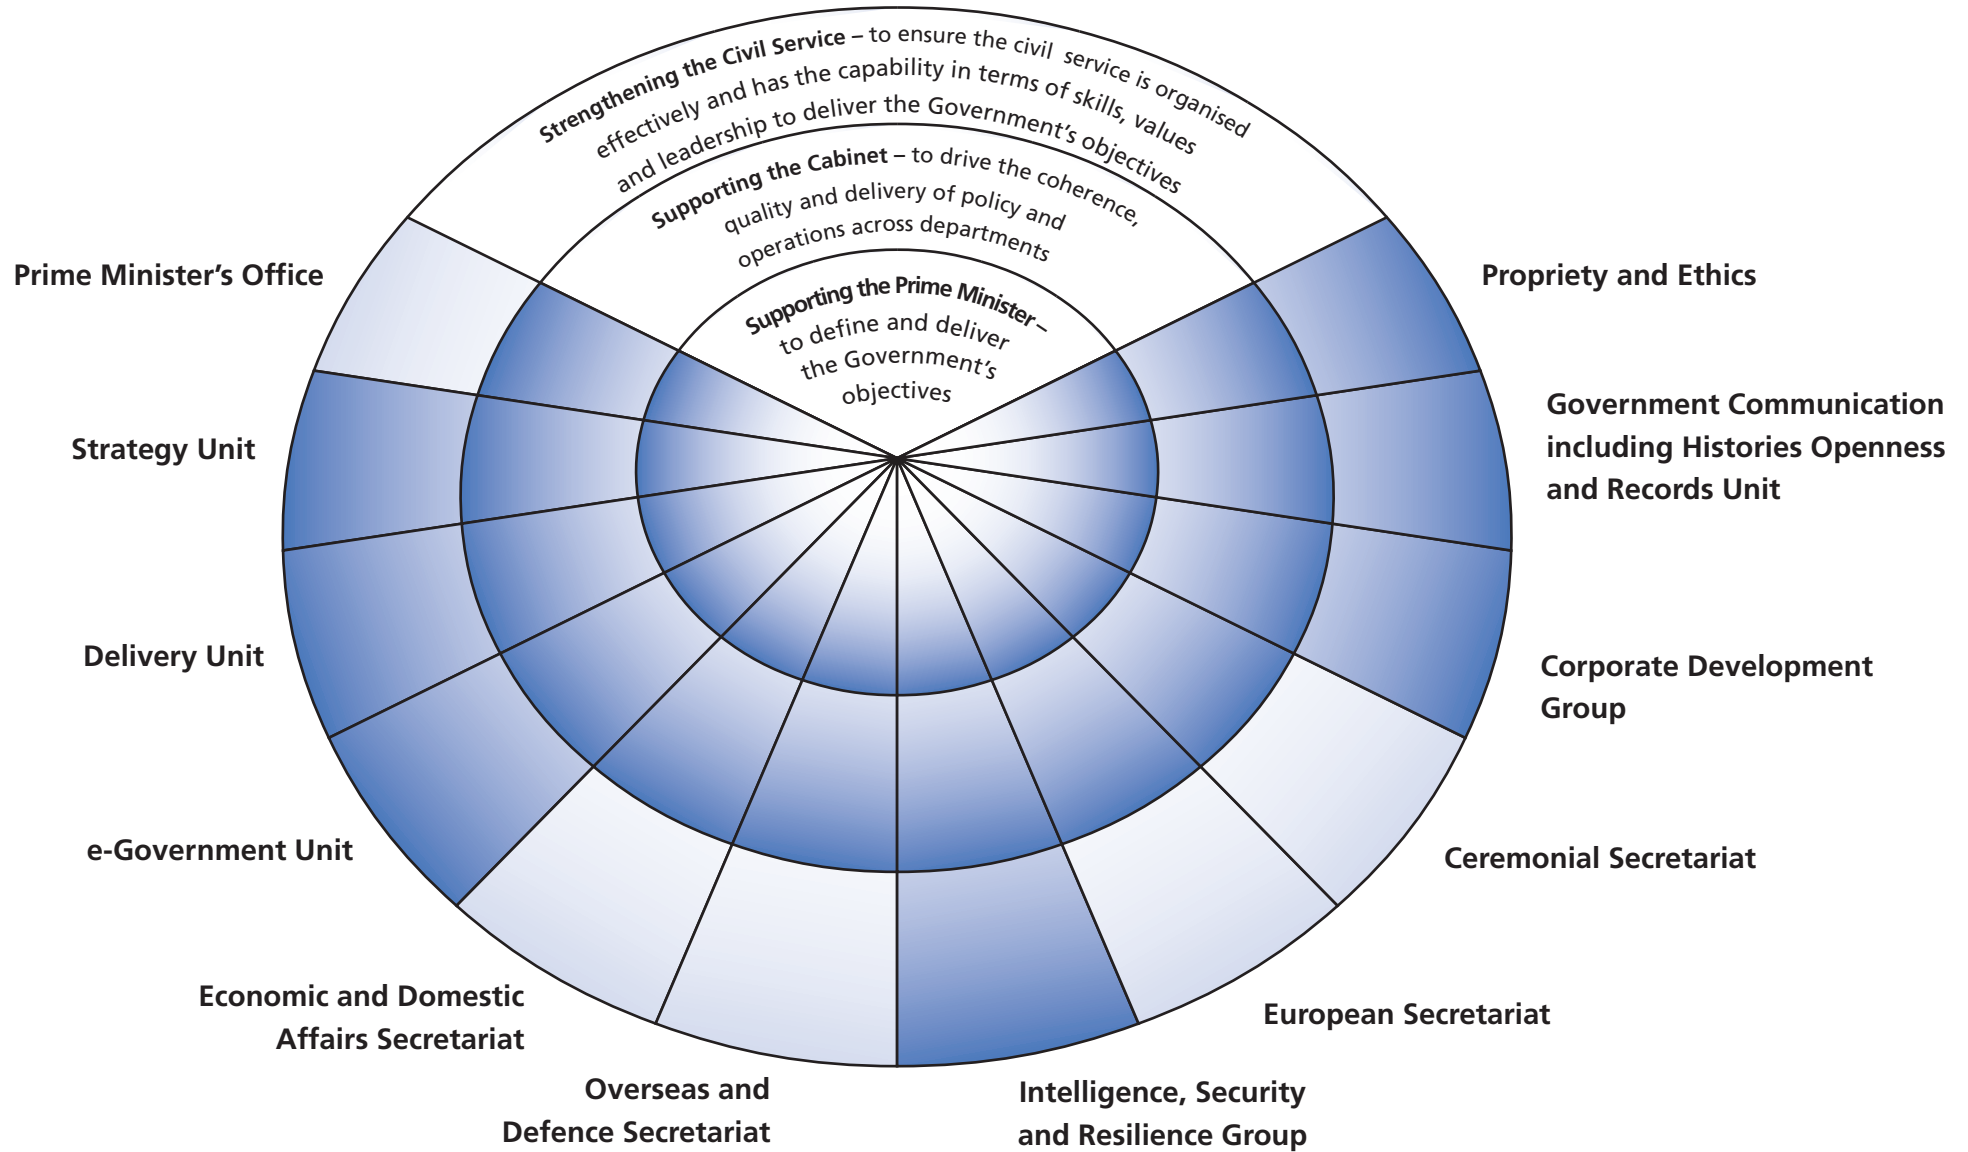 Strengthening the Civil Service – to ensure the civil service is organised
effectively and has the capability in terms of skills, values
and leadership to deliver the Government's objectives
Supporting the Cabinet – to drive the coherence,
quality and delivery of policy and
operations across departments
Supporting the Prime Minister –
to define and deliver
the Government's
objectives
Prime Minister's Office
Strategy Unit
Delivery Unit
e-Government Unit
Economic and Domestic
Affairs Secretariat
Overseas and
Defence Secretariat
Intelligence, Security
and Resilience Group
European Secretariat
Ceremonial Secretariat
Corporate Development
Group
Government Communication
including Histories Openness
and Records Unit
Propriety and Ethics